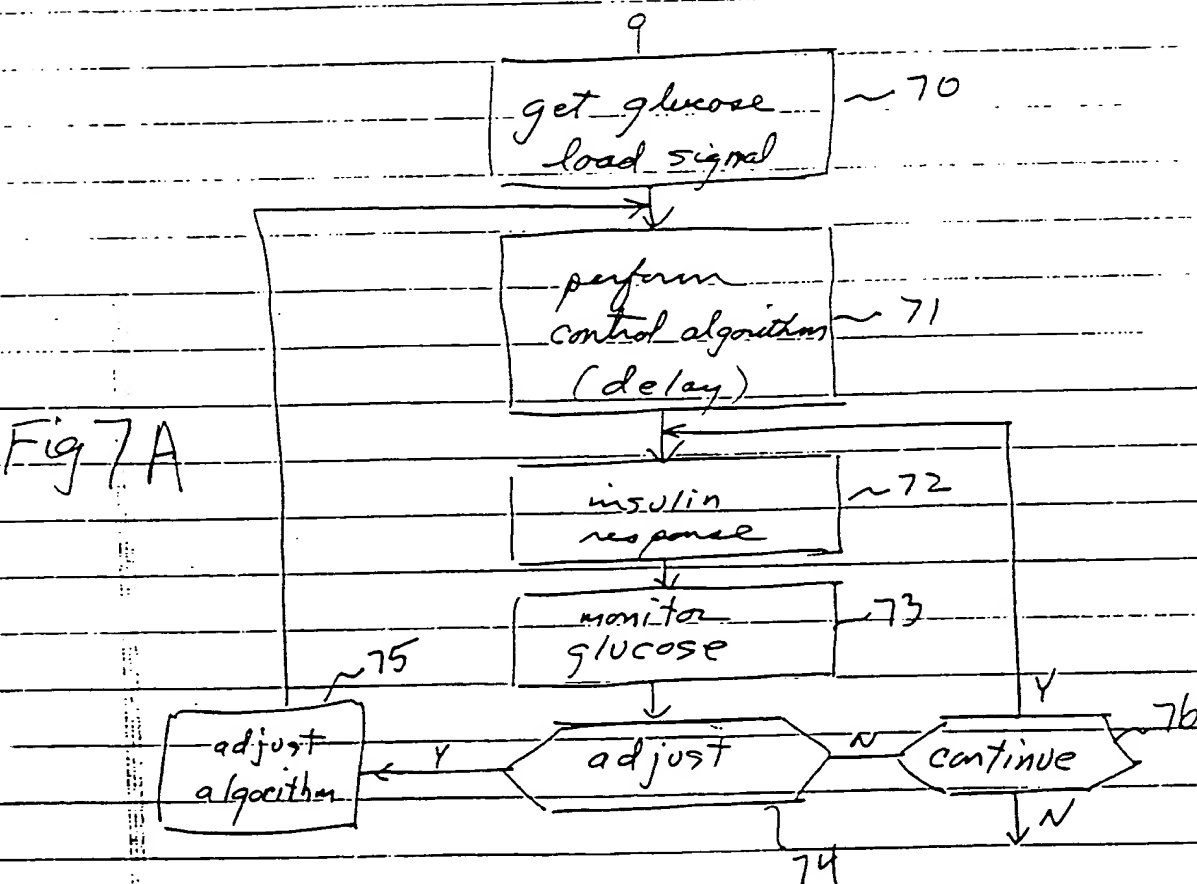 9
get glucose
load signal
70
perform
control algorithm
(delay)
71
Fig 7A
insulin
response
72
monitor
glucose
73
75
adjust
algorithm
Y
adjust
N
continue
Y
76
N
74